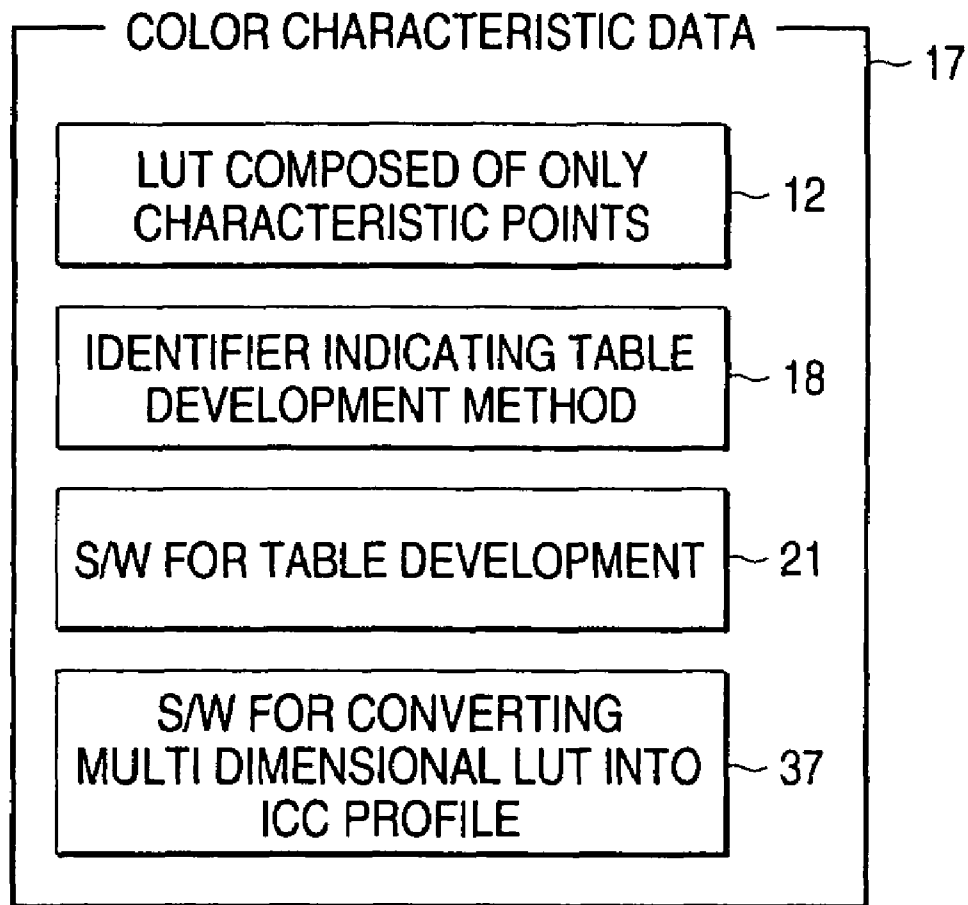 COLOR CHARACTERISTIC DATA
17
LUT COMPOSED OF ONLY
CHARACTERISTIC POINTS
12
IDENTIFIER INDICATING TABLE
DEVELOPMENT METHOD
18
S/W FOR TABLE DEVELOPMENT
21
S/W FOR CONVERTING
MULTI DIMENSIONAL LUT INTO
ICC PROFILE
37